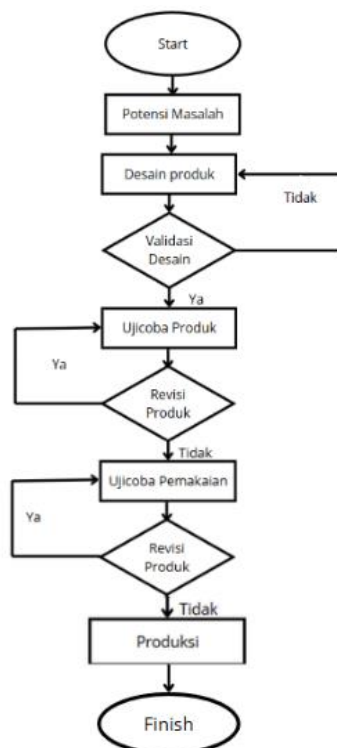 Start
Potensi Masalah
Desain produk
Tidak
Validasi
Desain
Ya
Ujicoba Produk
Ya
Revisi
Produk
Tidak
Ujicoba Pemakaian
Ya
Revisi
Produk
Tidak
Produksi
Finish